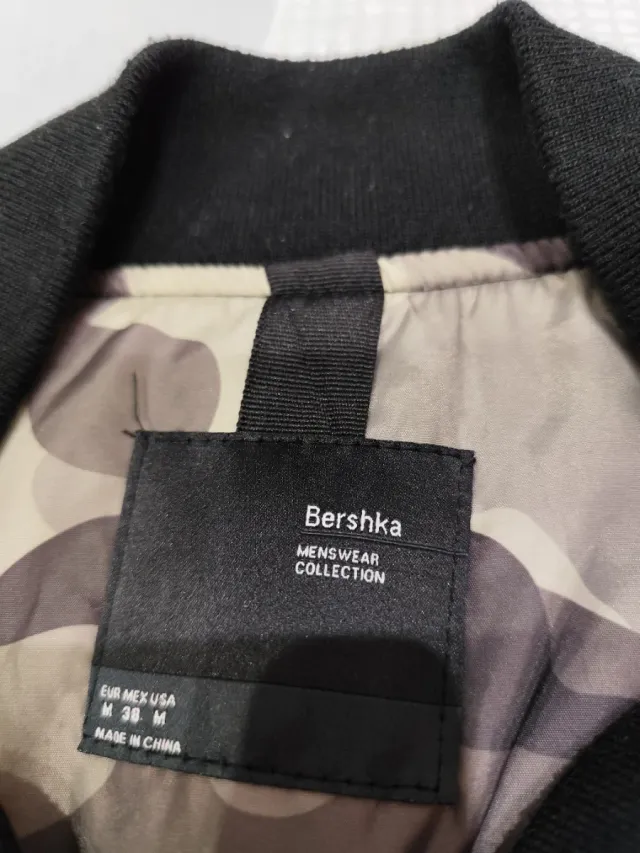 Bershka
MENSWEAR
COLLECTION
EUR MEX USA
M 38 M
MADE IN CHINA